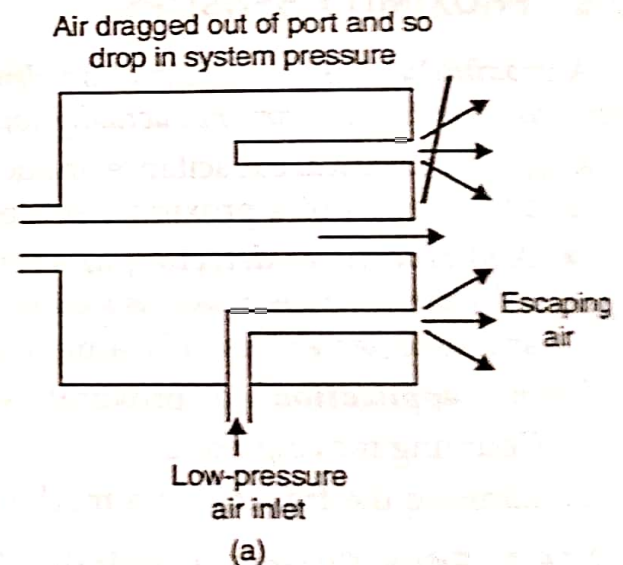 Air dragged out of port and so
drop in system pressure
Escaping
air
Low-pressure
air inlet
(a)